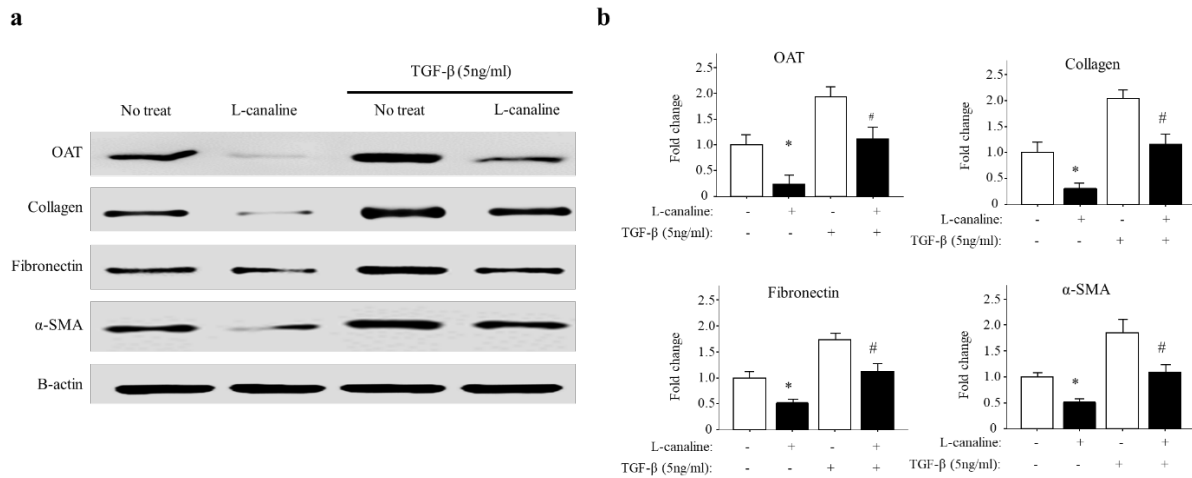 a
TGF-β (5ng/ml)
No treat L-canaline No treat L-canaline
OAT
Collagen
Fibronectin
α-SMA
B-actin
b
OAT
Fold change
2.5
2.0
1.5
1.0
0.5
0
*
#
L-canaline: - + - +
TGF-β (5ng/ml): - - + +
Collagen
Fold change
2.5
2.0
1.5
1.0
0.5
0
*
#
L-canaline: - + - +
TGF-β (5ng/ml): - - + +
Fibronectin
Fold change
2.5
2.0
1.5
1.0
0.5
0
*
#
L-canaline: - + - +
TGF-β (5ng/ml): - - + +
α-SMA
Fold change
2.5
2.0
1.5
1.0
0.5
0
*
#
L-canaline: - + - +
TGF-β (5ng/ml): - - + +